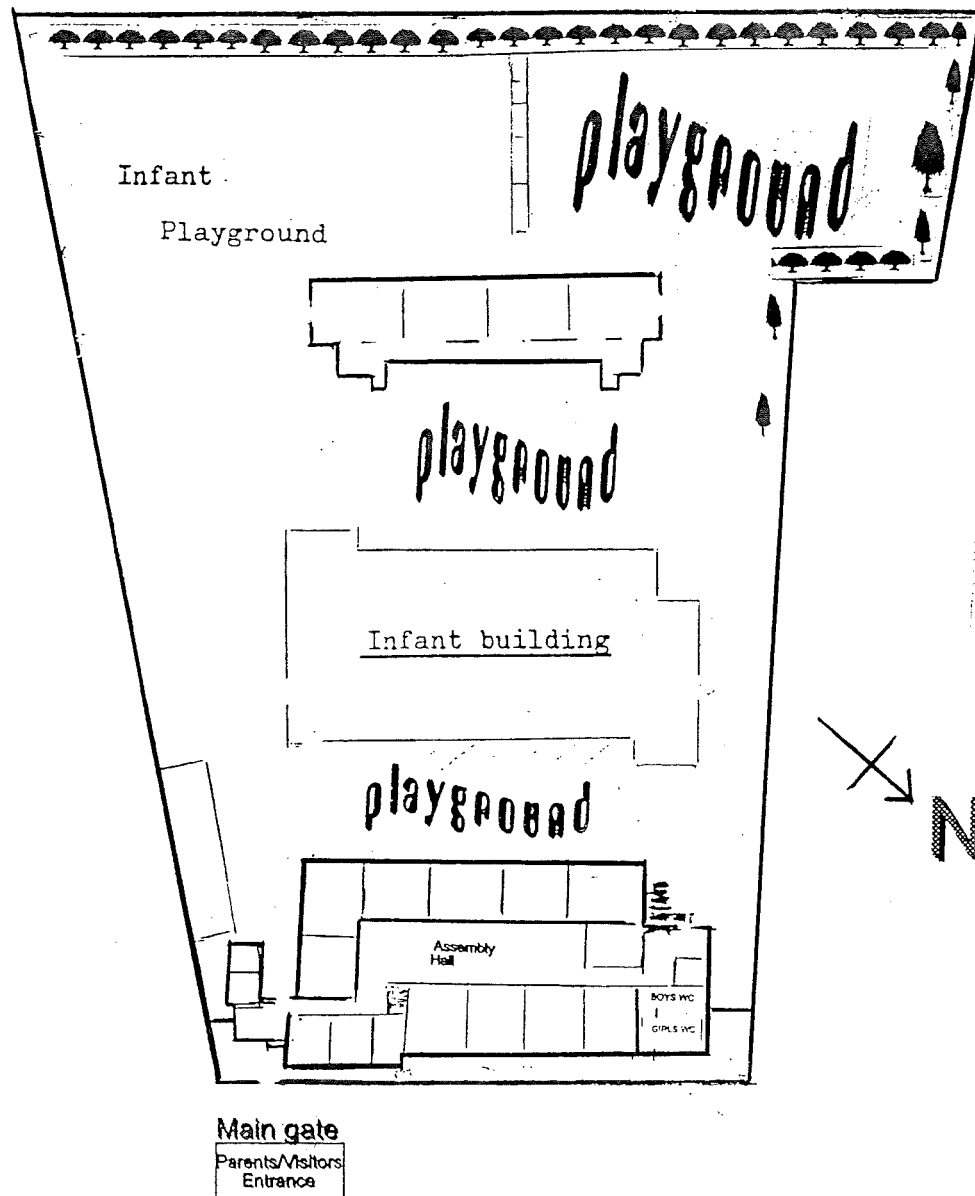 playground
Infant
Playground
playground
Infant building
N
playground
Assembly
Hall
BOYS WC
GIRLS WC
Main gate
Parents/Visitors
Entrance